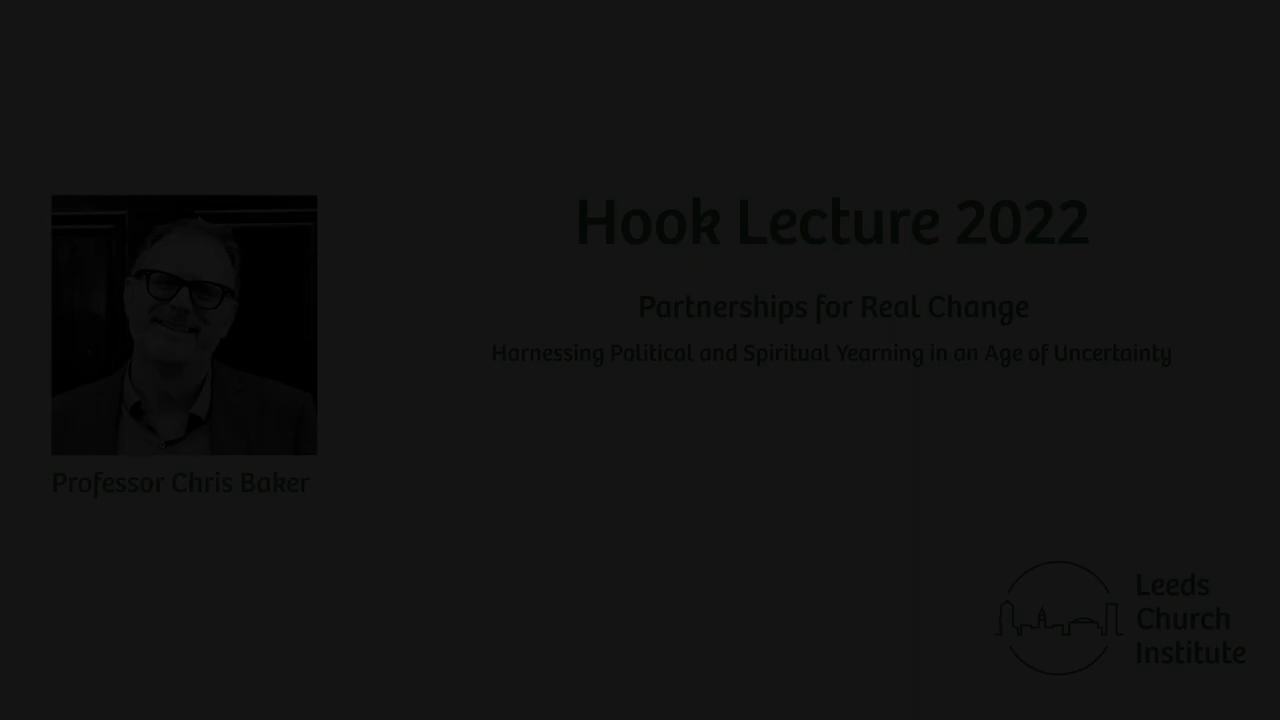 Hook Lecture 2022
Partnerships for Real Change
Harnessing Political and Spiritual Yearning in an Age of Uncertainty
Professor Chris Baker
Leeds
Church
Institute